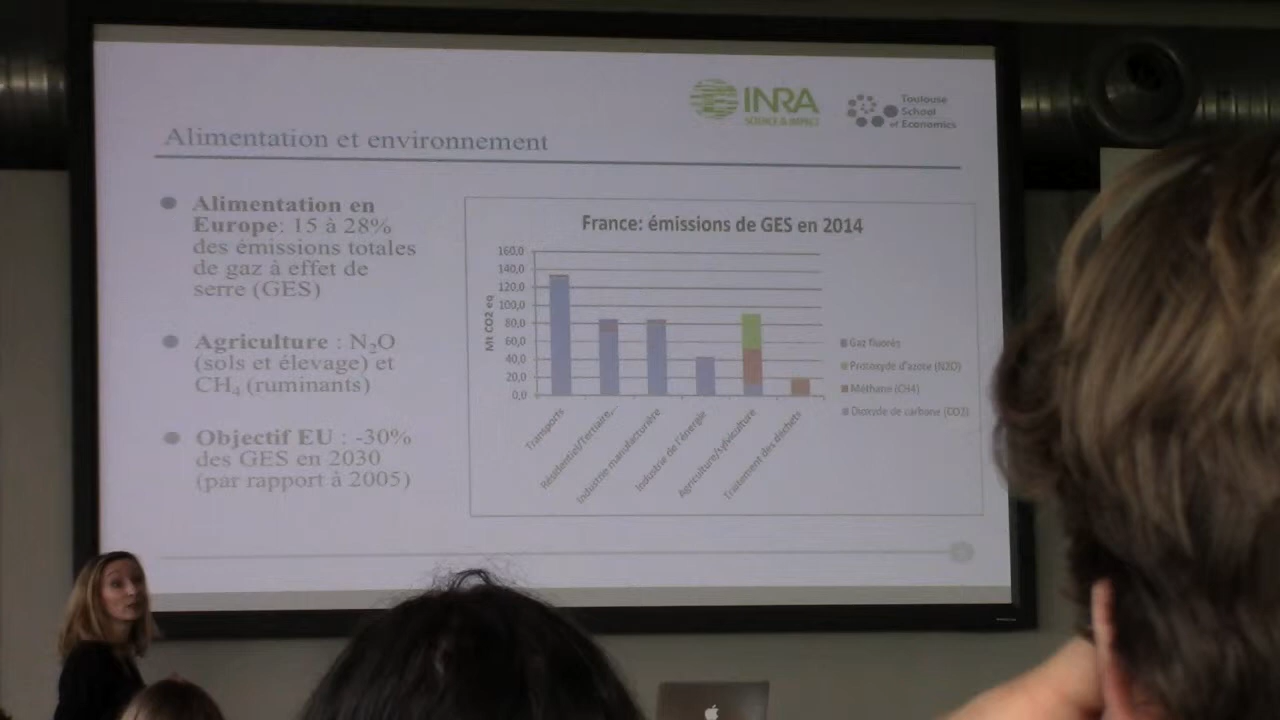 INRA
SCIENCE & IMPACT
Toulouse
School
of Economics
Alimentation et environnement
Alimentation en
Europe: 15 à 28%
des émissions totales
de gaz à effet de
serre (GES)
Agriculture : N₂O
(sols et élevage) et
CH₄ (ruminants)
Objectif EU : -30%
des GES en 2030
(par rapport à 2005)
France: émissions de GES en 2014
Mt CO2 eq
160,0
140,0
120,0
100,0
80,0
60,0
40,0
20,0
0,0
Transports
Résidentiel/Tertiaire,..
Industrie manufacturière
Industrie de l'énergie
Agriculture/sylviculture
Traitement des déchets
Gaz fluorés
Protoxyde d'azote (N2O)
Méthane (CH4)
Dioxyde de carbone (CO2)